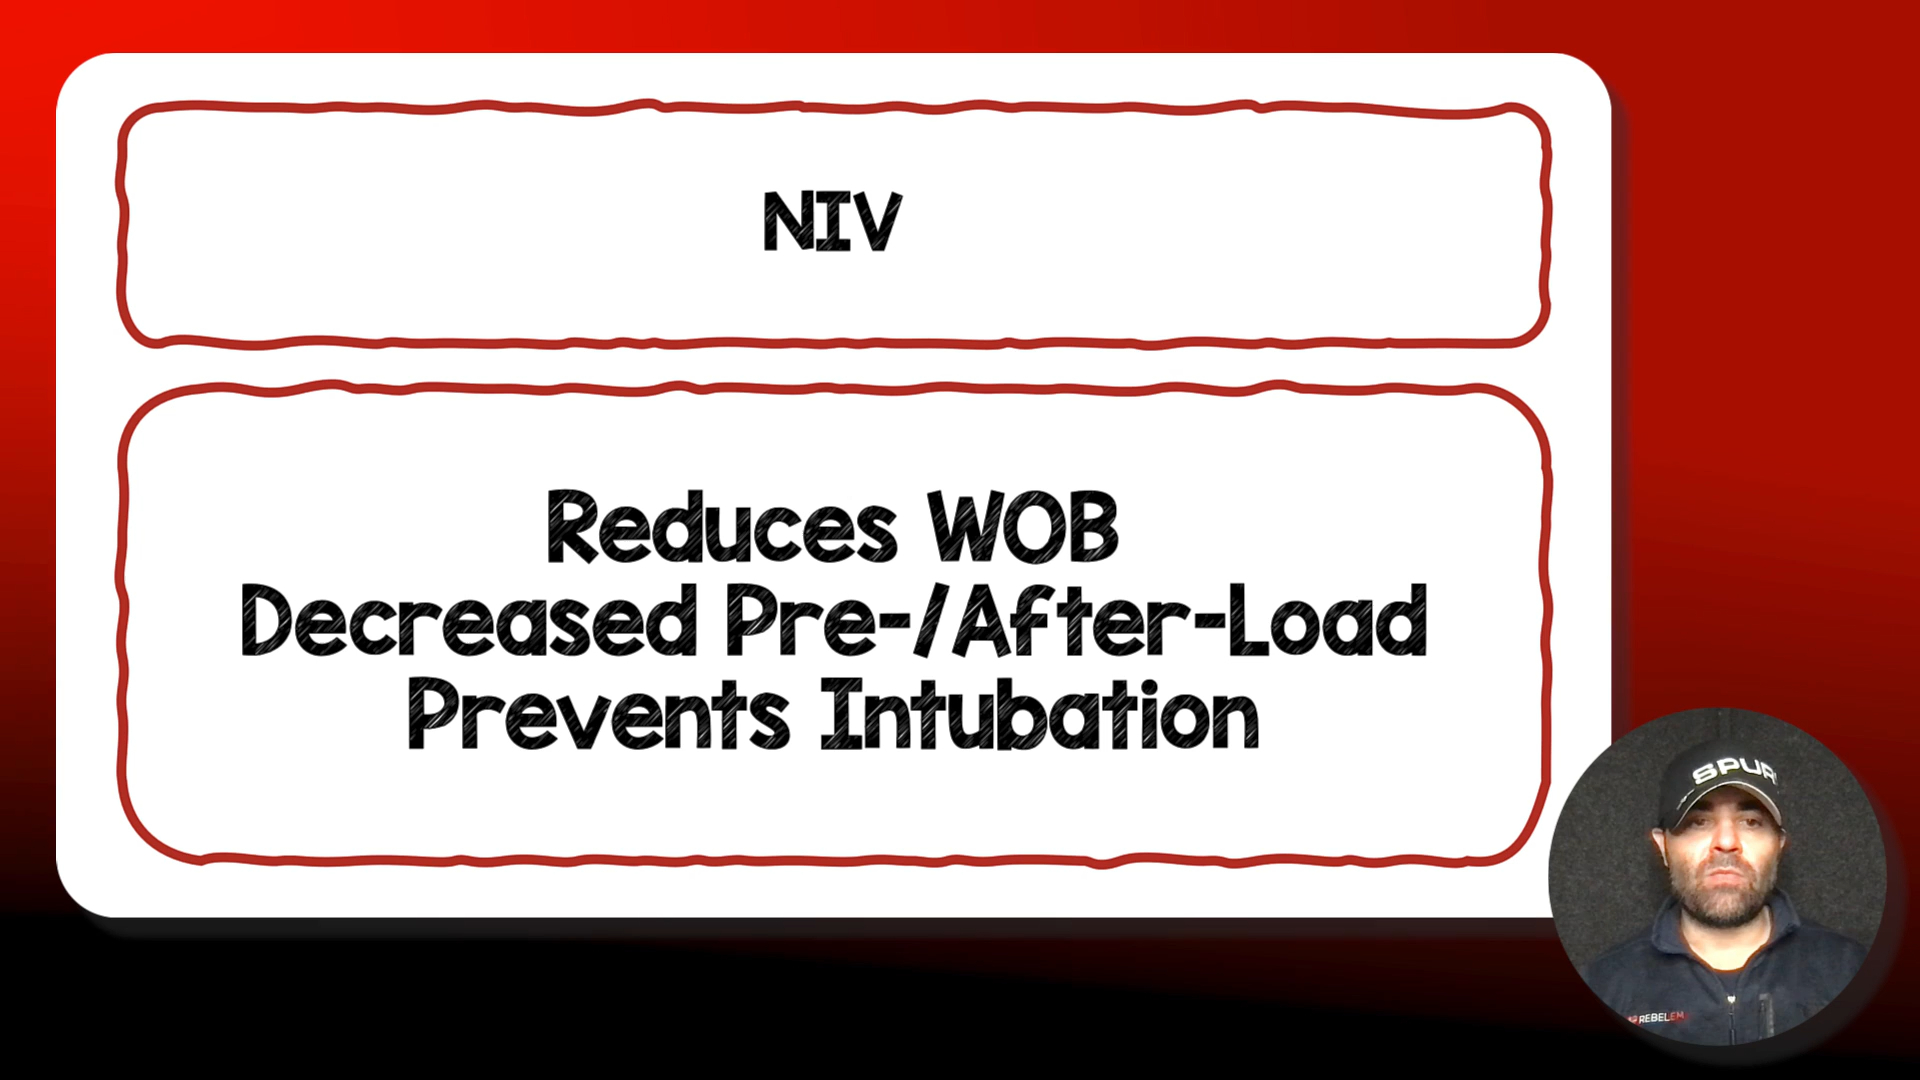 NIV
Reduces WOB
Decreased Pre-/After-Load
Prevents Intubation
SPUR
REBELEM